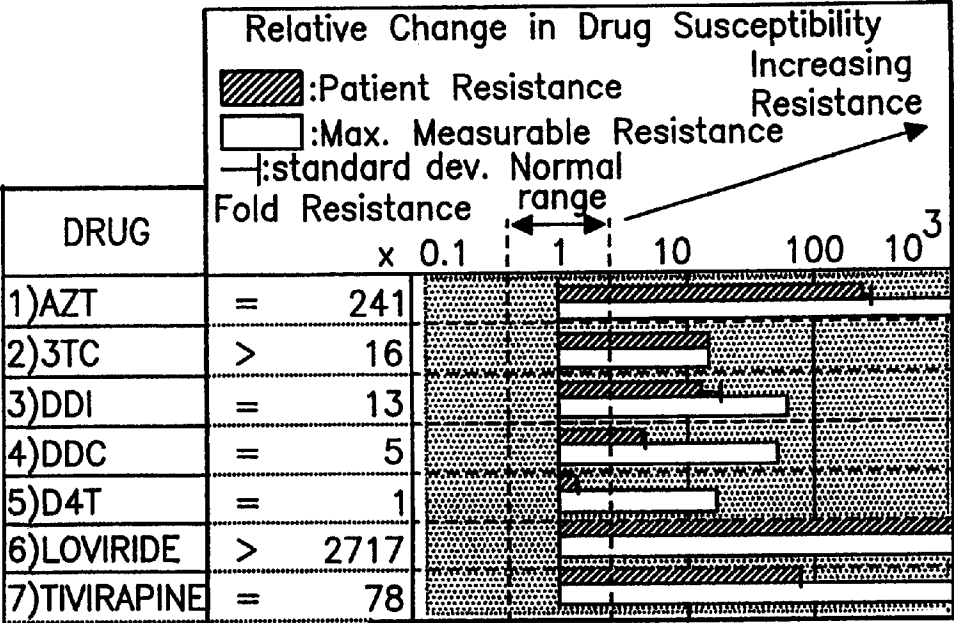 Relative Change in Drug Susceptibility
:Patient Resistance
Increasing
Resistance
:Max. Measurable Resistance
:standard dev. Normal
range
DRUG
Fold Resistance
x 0.1 1 10 100 10³
1)AZT = 241
2)3TC > 16
3)DDI = 13
4)DDC = 5
5)D4T = 1
6)LOVIRIDE > 2717
7)TIVIRAPINE = 78